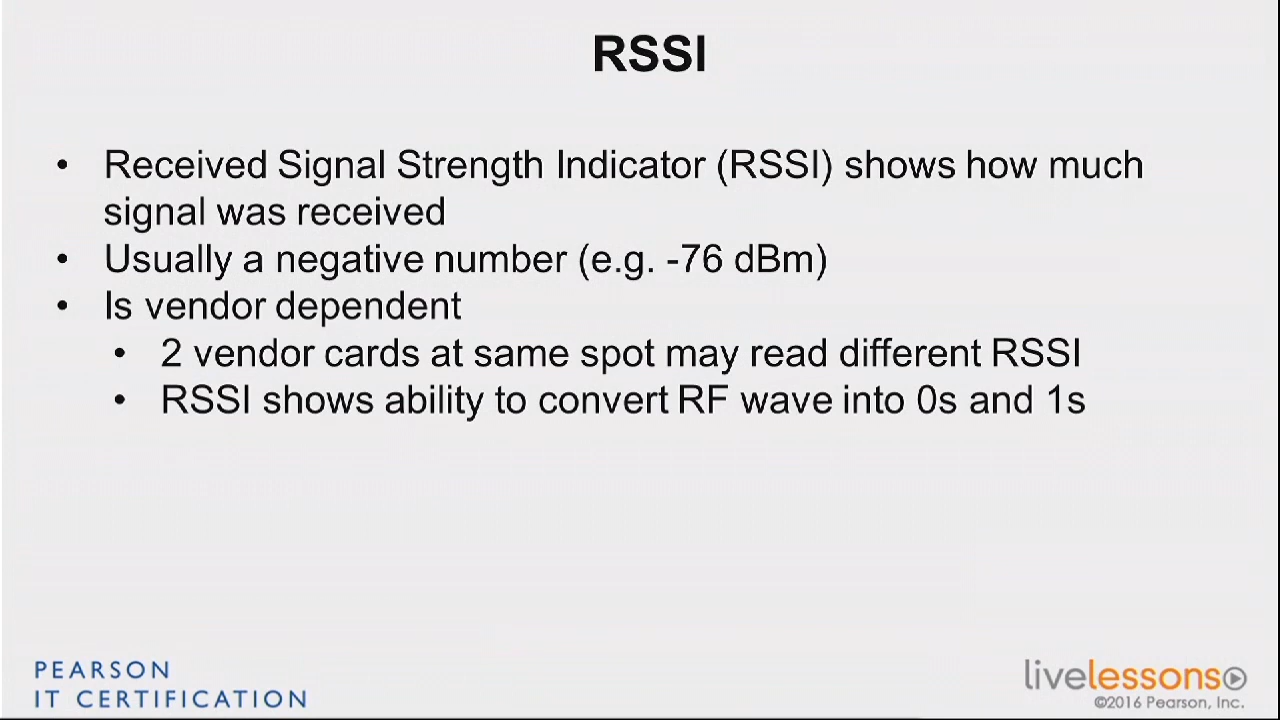 RSSI
• Received Signal Strength Indicator (RSSI) shows how much
signal was received
• Usually a negative number (e.g. -76 dBm)
• Is vendor dependent
• 2 vendor cards at same spot may read different RSSI
• RSSI shows ability to convert RF wave into 0s and 1s
PEARSON
IT CERTIFICATION
livelessons
©2016 Pearson, Inc.